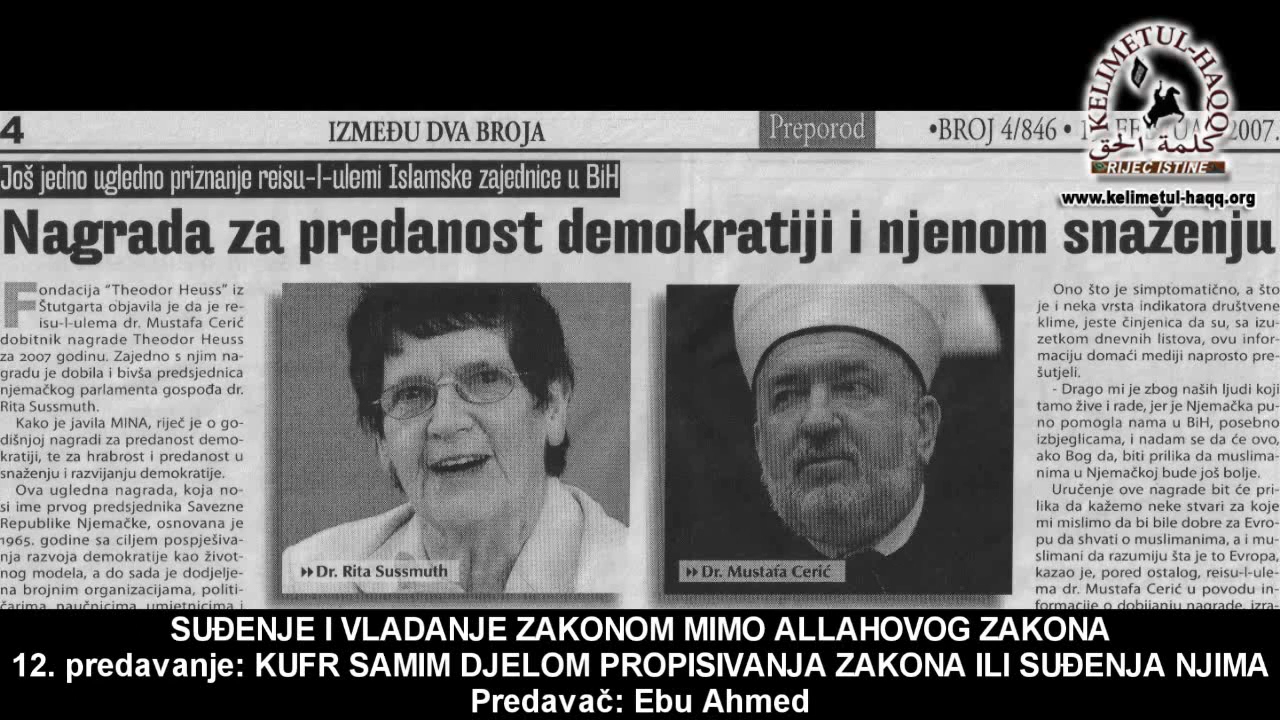 4
IZMEĐU DVA BROJA
Preporod
•BROJ 4/846 •
2007.
KELIMETUL-HAQQ
كلمة الحق
RIJEČ ISTINE
www.kelimetul-haqq.org
Još jedno ugledno priznanje reisu-l-ulemi Islamske zajednice u BiH
Nagrada za predanost demokratiji i njenom snaženju
Fondacija "Theodor Heuss" iz
Štutgarta objavila je da je re-
isu-l-ulema dr. Mustafa Cerić
dobitnik nagrade Theodor Heuss
za 2007 godinu. Zajedno s njim na-
gradu je dobila i bivša predsjednica
njemačkog parlamenta gospođa dr.
Rita Sussmuth.
Kako je javila MINA, riječ je o go-
dišnjoj nagradi za predanost demo-
kratiji, te za hrabrost i predanost u
snaženju i razvijanju demokratije.
Ova ugledna nagrada, koja no-
si ime prvog predsjednika Savezne
Republike Njemačke, osnovana je
1965. godine sa ciljem pospješiva-
nja razvoja demokratije kao život-
nog modela, a do sada je dodjelje-
na brojnim organizacijama, politi-
čarima, naučnicima, umjetnicima i
Dr. Rita Sussmuth
Dr. Mustafa Cerić
Ono što je simptomatično, a što
je i neka vrsta indikatora društvene
klime, jeste činjenica da su, sa izu-
zetkom dnevnih listova, ovu infor-
maciju domaći mediji naprosto pre-
šutjeli.
- Drago mi je zbog naših ljudi koji
tamo žive i rade, jer je Njemačka pu-
no pomogla nama u BiH, posebno
izbjeglicama, i nadam se da će ovo,
ako Bog da, biti prilika da muslima-
nima u Njemačkoj bude još bolje.
Uručenje ove nagrade bit će pri-
lika da kažemo neke stvari za koje
mi mislimo da bi bile dobre za Evro-
pu da shvati o muslimanima, a i mu-
slimani da razumiju šta je to Evropa,
kazao je, pored ostalog, reisu-l-ule-
ma dr. Mustafa Cerić u povodu in-
formacije o dobijanju nagrade, izra-
SUĐENJE I VLADANJE ZAKONOM MIMO ALLAHOVOG ZAKONA
12. predavanje: KUFR SAMIM DJELOM PROPISIVANJA ZAKONA ILI SUĐENJA NJIMA
Predavač: Ebu Ahmed